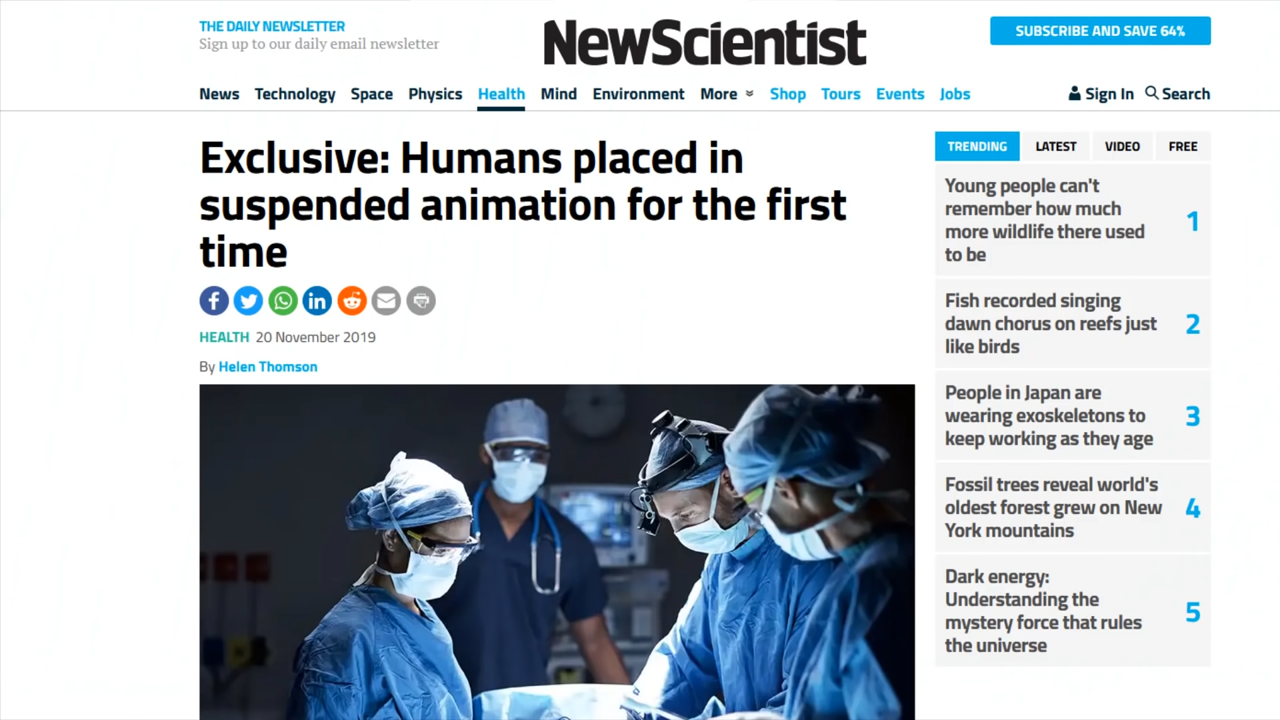 THE DAILY NEWSLETTER
Sign up to our daily email newsletter
NewScientist
SUBSCRIBE AND SAVE 64%
News Technology Space Physics Health Mind Environment More Shop Tours Events Jobs Sign In Search
Exclusive: Humans placed in
suspended animation for the first
time
HEALTH 20 November 2019
By Helen Thomson
TRENDING LATEST VIDEO FREE
Young people can't
remember how much
more wildlife there used
to be
1
Fish recorded singing
dawn chorus on reefs just
like birds
2
People in Japan are
wearing exoskeletons to
keep working as they age
3
Fossil trees reveal world's
oldest forest grew on New
York mountains
4
Dark energy:
Understanding the
mystery force that rules
the universe
5